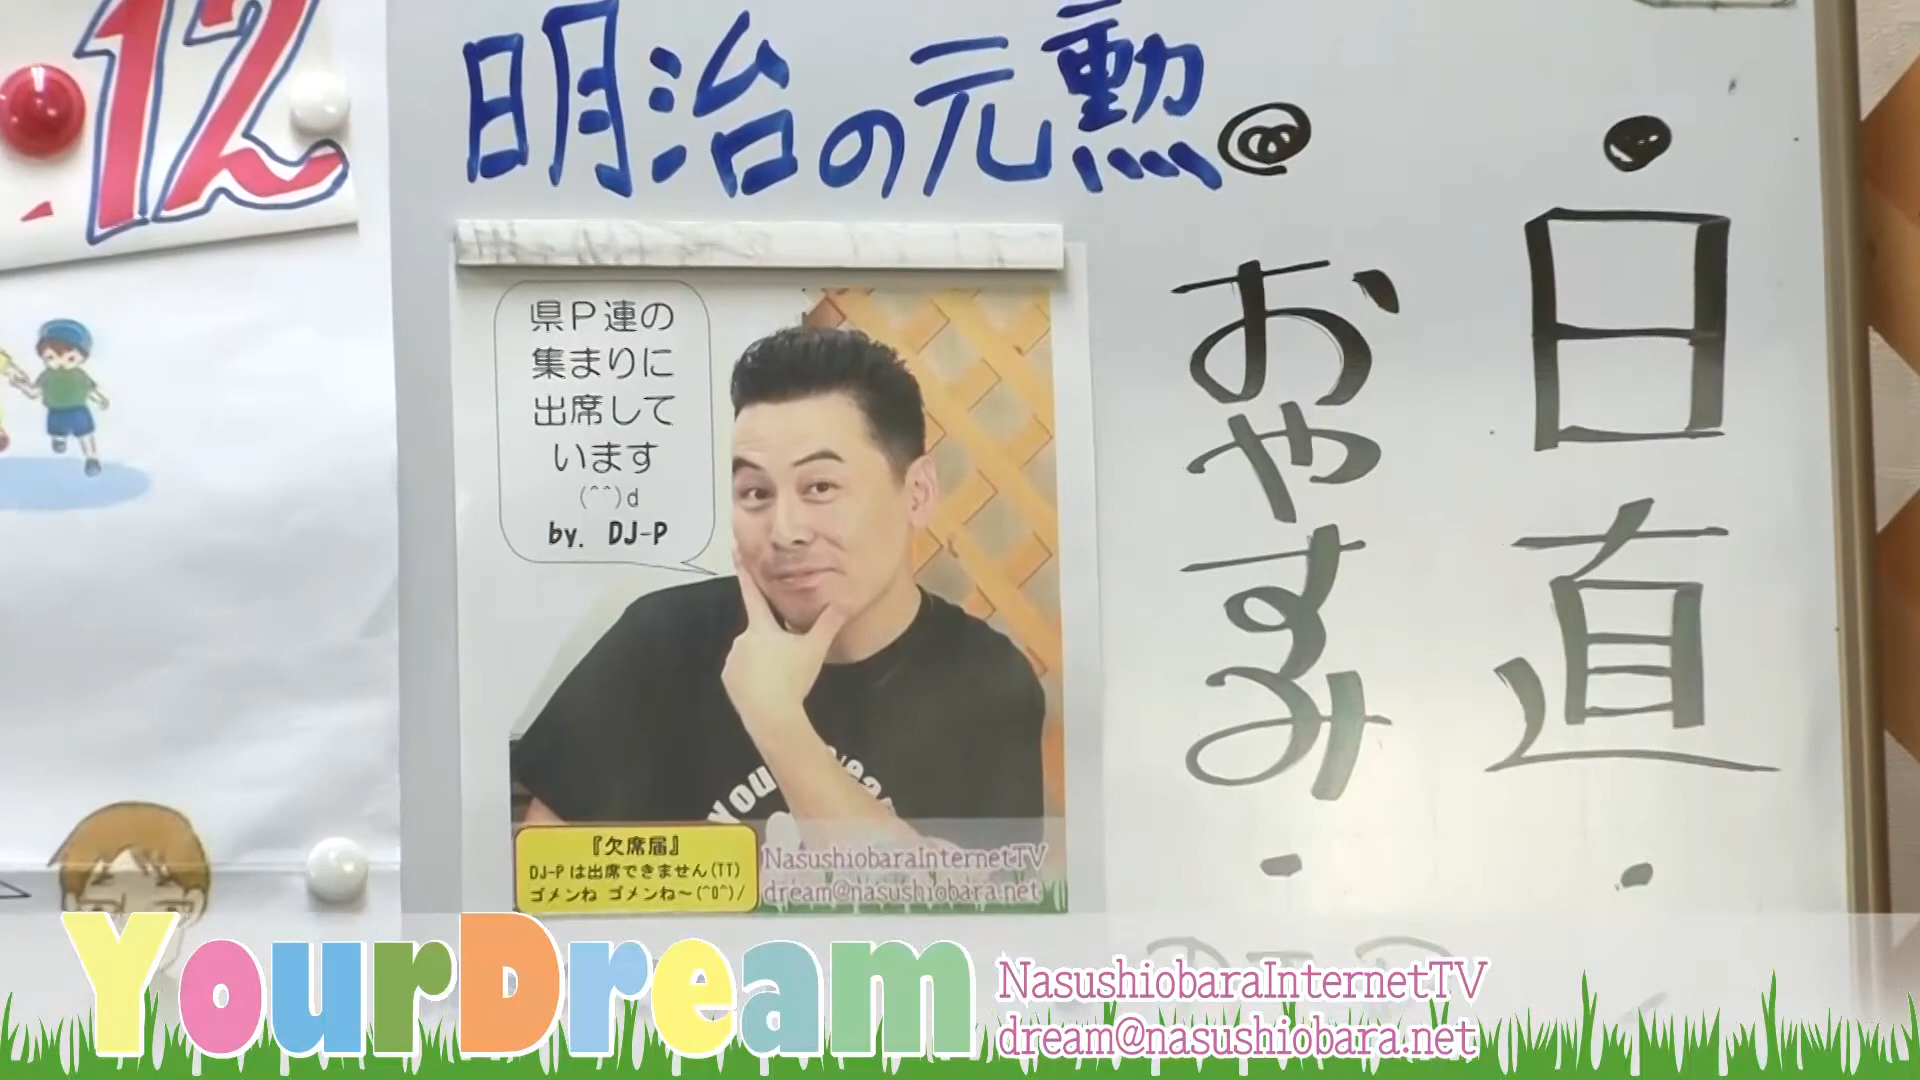 12
明治の元勲@
・日直・
おやすみ・
県P連の
集まりに
出席して
います
(^^)d
by. DJ-P
『欠席届』
DJ-Pは出席できません(TT)
ゴメンね ゴメンね〜(^0^)/
NasushiobaraInternetTV
dream@nasushiobara.net
YourDream
NasushiobaraInternetTV
dream@nasushiobara.net